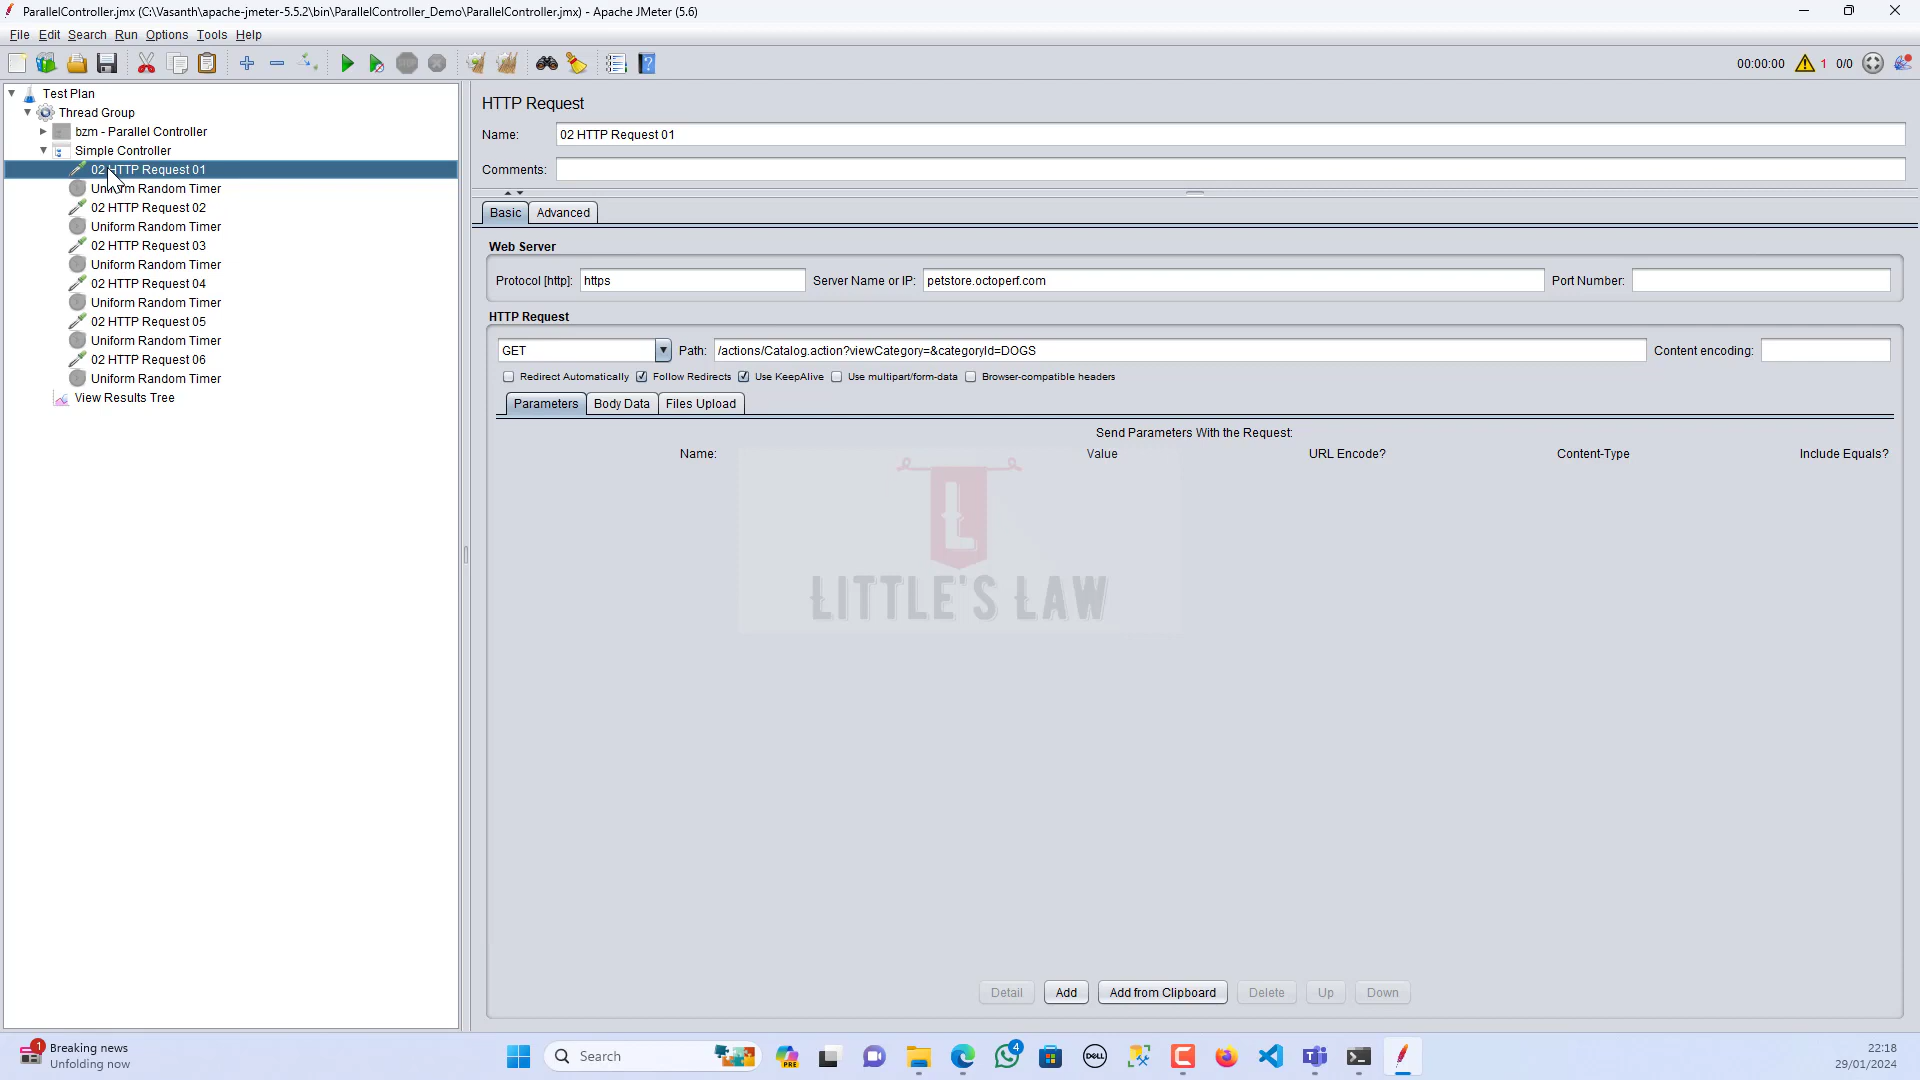 ParallelController.jmx (C:\Vasanth\apache-jmeter-5.5.2\bin\ParallelController_Demo\ParallelController.jmx) - Apache JMeter (5.6)
File Edit Search Run Options Tools Help
STOP
00:00:00 1 0/0
Test Plan
Thread Group
bzm - Parallel Controller
Simple Controller
02 HTTP Request 01
Uniform Random Timer
02 HTTP Request 02
Uniform Random Timer
02 HTTP Request 03
Uniform Random Timer
02 HTTP Request 04
Uniform Random Timer
02 HTTP Request 05
Uniform Random Timer
02 HTTP Request 06
Uniform Random Timer
View Results Tree
HTTP Request
Name: 02 HTTP Request 01
Comments:
Basic Advanced
Web Server
Protocol [http]: https Server Name or IP: petstore.octoperf.com Port Number:
HTTP Request
GET Path: /actions/Catalog.action?viewCategory=&categoryId=DOGS Content encoding:
Redirect Automatically Follow Redirects Use KeepAlive Use multipart/form-data Browser-compatible headers
Parameters Body Data Files Upload
Send Parameters With the Request:
Name: Value URL Encode? Content-Type Include Equals?
L
LITTLE'S LAW
Detail Add Add from Clipboard Delete Up Down
1 Breaking news
Unfolding now
Search
PRE
4
DELL
22:18
29/01/2024